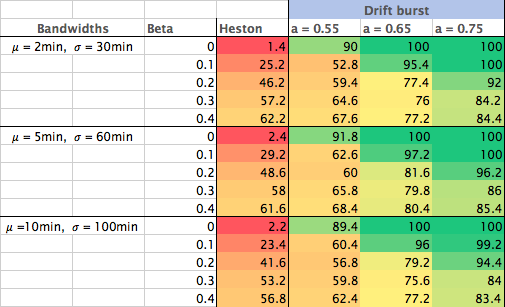 Drift burst
Bandwidths Beta Heston a = 0.55 a = 0.65 a = 0.75
μ = 2min, σ = 30min 0 1.4 90 100 100
0.1 25.2 52.8 95.4 100
0.2 46.2 59.4 77.4 92
0.3 57.2 64.6 76 84.2
0.4 62.2 67.6 77.2 84.4
μ = 5min, σ = 60min 0 2.4 91.8 100 100
0.1 29.2 62.6 97.2 100
0.2 48.6 60 81.6 96.2
0.3 58 65.8 79.8 86
0.4 61.6 68.4 80.4 85.4
μ =10min, σ = 100min 0 2.2 89.4 100 100
0.1 23.4 60.4 96 99.2
0.2 41.6 56.8 79.2 94.4
0.3 53.2 59.8 75.6 84
0.4 56.8 62.4 77.2 83.4